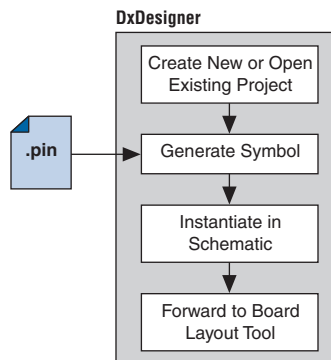 DxDesigner
Create New or Open
Existing Project
.pin
Generate Symbol
Instantiate in
Schematic
Forward to Board
Layout Tool